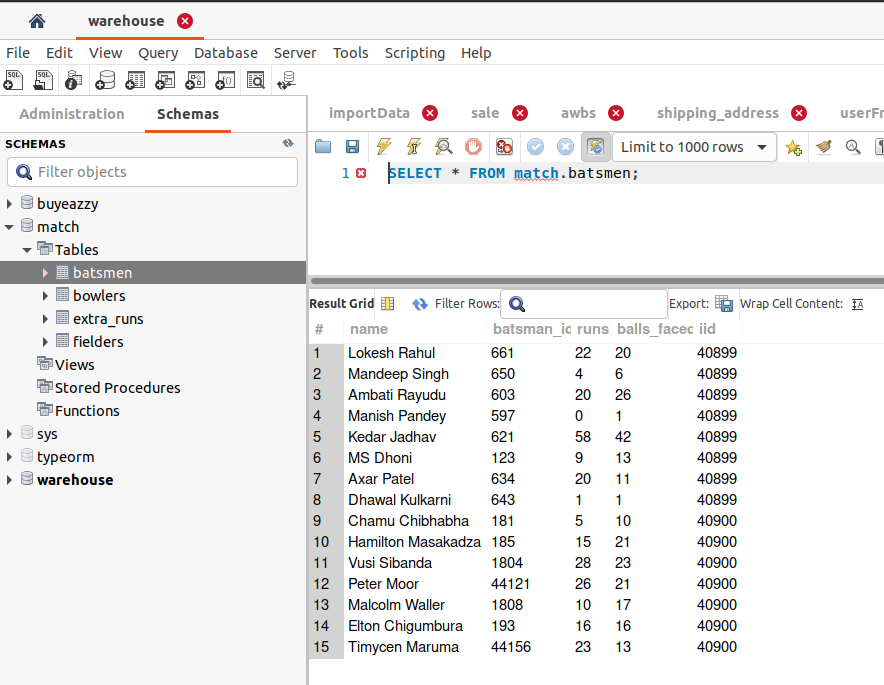 warehouse
File Edit View Query Database Server Tools Scripting Help
Administration Schemas
SCHEMAS
Filter objects
buyeazzy
match
Tables
batsmen
bowlers
extra_runs
fielders
Views
Stored Procedures
Functions
sys
typeorm
warehouse
importData sale awbs shipping_address userFr
Limit to 1000 rows
1 SELECT * FROM match.batsmen;
Result Grid Filter Rows: Export: Wrap Cell Content:
# name batsman_id runs balls_faced iid
1 Lokesh Rahul 661 22 20 40899
2 Mandeep Singh 650 4 6 40899
3 Ambati Rayudu 603 20 26 40899
4 Manish Pandey 597 0 1 40899
5 Kedar Jadhav 621 58 42 40899
6 MS Dhoni 123 9 13 40899
7 Axar Patel 634 20 11 40899
8 Dhawal Kulkarni 643 1 1 40899
9 Chamu Chibhabha 181 5 10 40900
10 Hamilton Masakadza 185 15 21 40900
11 Vusi Sibanda 1804 28 23 40900
12 Peter Moor 44121 26 21 40900
13 Malcolm Waller 1808 10 17 40900
14 Elton Chigumbura 193 16 16 40900
15 Timycen Maruma 44156 23 13 40900